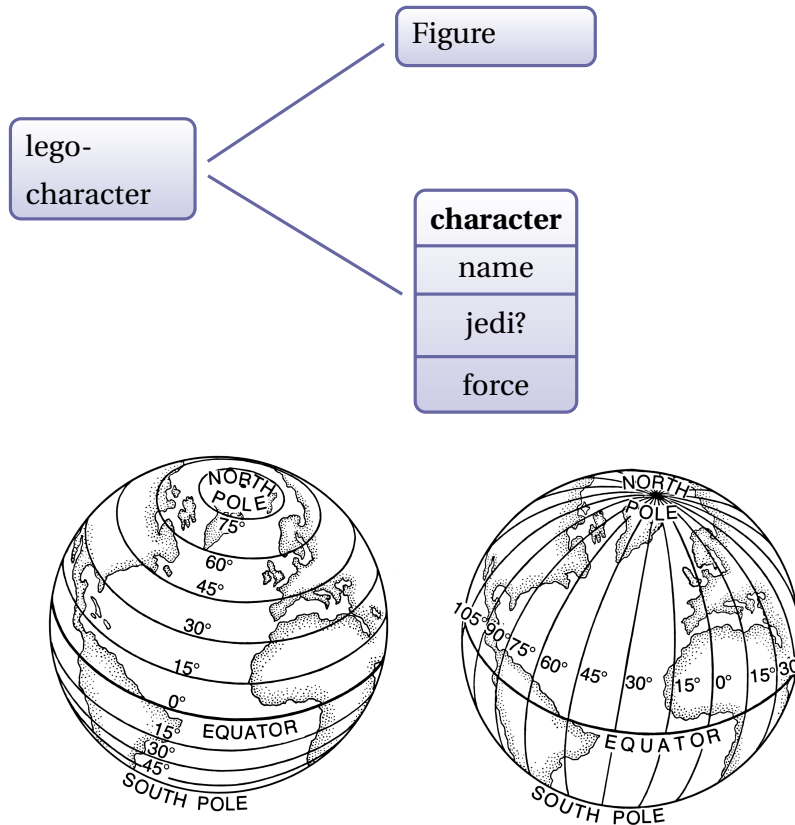 Figure
lego-
character
character
name
jedi?
force
NORTH
POLE
75°
60°
45°
30°
15°
0°
EQUATOR
15°
30°
45°
SOUTH POLE
NORTH
POLE
105° 90° 75° 60° 45° 30° 15° 0° 15° 30
EQUATOR
SOUTH POLE